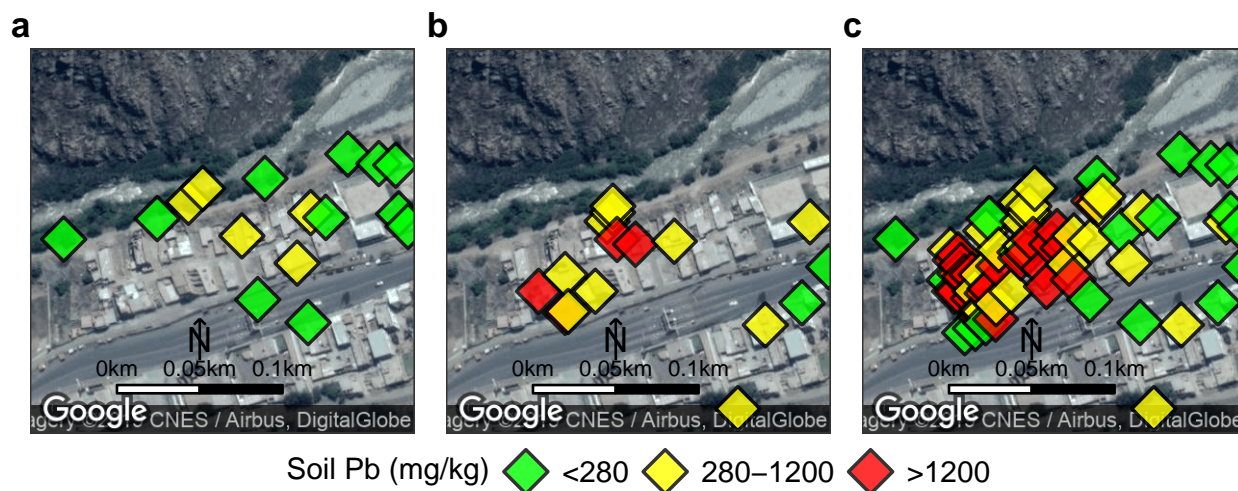 a b c
N N N
0km 0.05km 0.1km 0km 0.05km 0.1km 0km 0.05km 0.1km
Google Google Google
CNES / Airbus, DigitalGlobe CNES / Airbus, DigitalGlobe CNES / Airbus, DigitalGlobe
Soil Pb (mg/kg) <280 280–1200 >1200